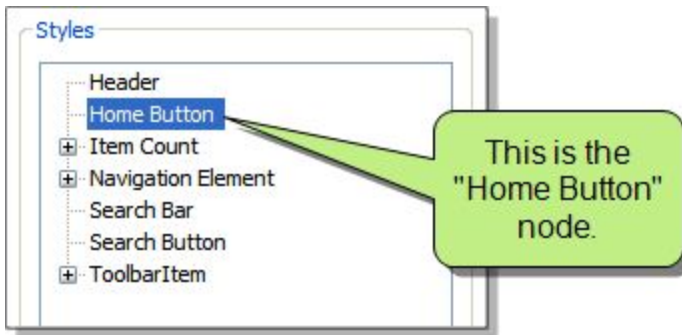 Styles
Header
Home Button
Item Count
Navigation Element
Search Bar
Search Button
ToolbarItem
This is the
"Home Button"
node.